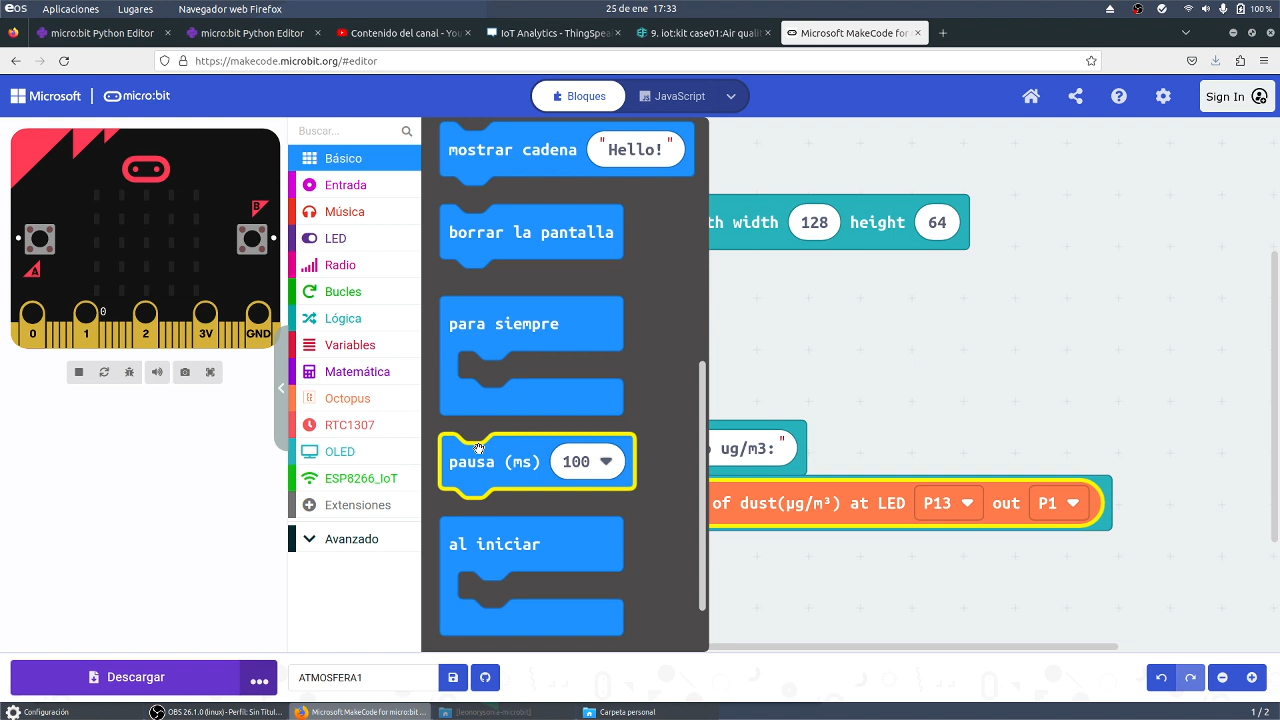 Aplicaciones Lugares Navegador web Firefox 25 de ene 17:33 100 %
micro:bit Python Editor micro:bit Python Editor Contenido del canal - You IoT Analytics - ThingSpea 9. iot:kit case01:Air quali Microsoft MakeCode for
https://makecode.microbit.org/#editor
Microsoft micro:bit Bloques JavaScript Sign In
Buscar...
Básico
Entrada
Música
LED
Radio
Bucles
Lógica
Variables
Matemática
Octopus
RTC1307
OLED
ESP8266_IoT
Extensiones
Avanzado
B
A
0
0 1 2 3V GND
mostrar cadena "Hello!"
borrar la pantalla
para siempre
pausa (ms) 100
al iniciar
th width 128 height 64
ug/m3: "
of dust(μg/m³) at LED P13 out P1
Descargar ... ATMOSFERA1
Configuración OBS 26.1.0 (linux) - Perfil: Sin Títul... Microsoft MakeCode for micro:bit ... [leonarysonia-microbit] Carpeta personal 1 / 2